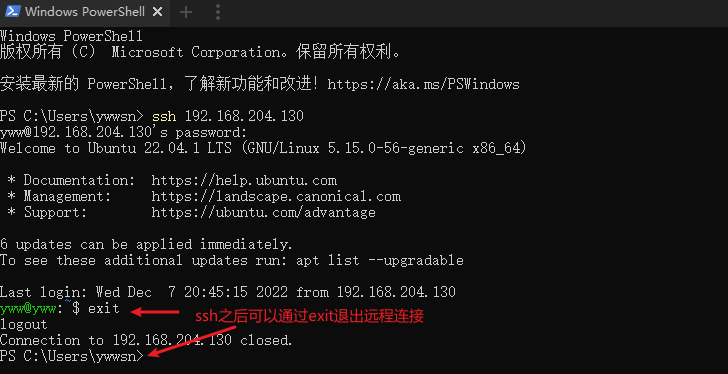 Windows PowerShell
Windows PowerShell
版权所有 (C) Microsoft Corporation。保留所有权利。
安装最新的 PowerShell，了解新功能和改进！https://aka.ms/PSWindows
PS C:\Users\ywwsn> ssh 192.168.204.130
yww@192.168.204.130's password:
Welcome to Ubuntu 22.04.1 LTS (GNU/Linux 5.15.0-56-generic x86_64)
* Documentation:  https://help.ubuntu.com
* Management:     https://landscape.canonical.com
* Support:        https://ubuntu.com/advantage
6 updates can be applied immediately.
To see these additional updates run: apt list --upgradable
Last login: Wed Dec  7 20:45:15 2022 from 192.168.204.130
yww@yww:~$ exit
ssh之后可以通过exit退出远程连接
logout
Connection to 192.168.204.130 closed.
PS C:\Users\ywwsn>